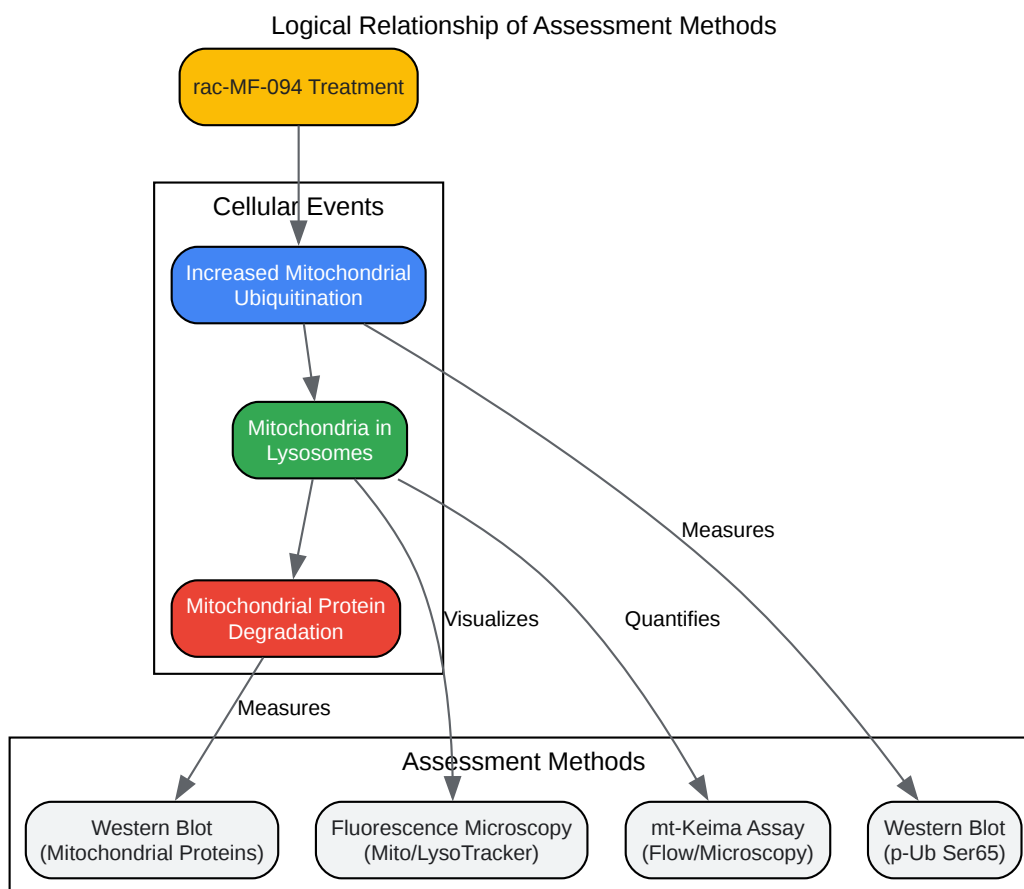 Logical Relationship of Assessment Methods
rac-MF-094 Treatment
Cellular Events
Increased Mitochondrial
Ubiquitination
Mitochondria in
Lysosomes
Measures
Mitochondrial Protein
Degradation
Visualizes
Quantifies
Measures
Assessment Methods
Western Blot
(Mitochondrial Proteins)
Fluorescence Microscopy
(Mito/LysoTracker)
mt-Keima Assay
(Flow/Microscopy)
Western Blot
(p-Ub Ser65)